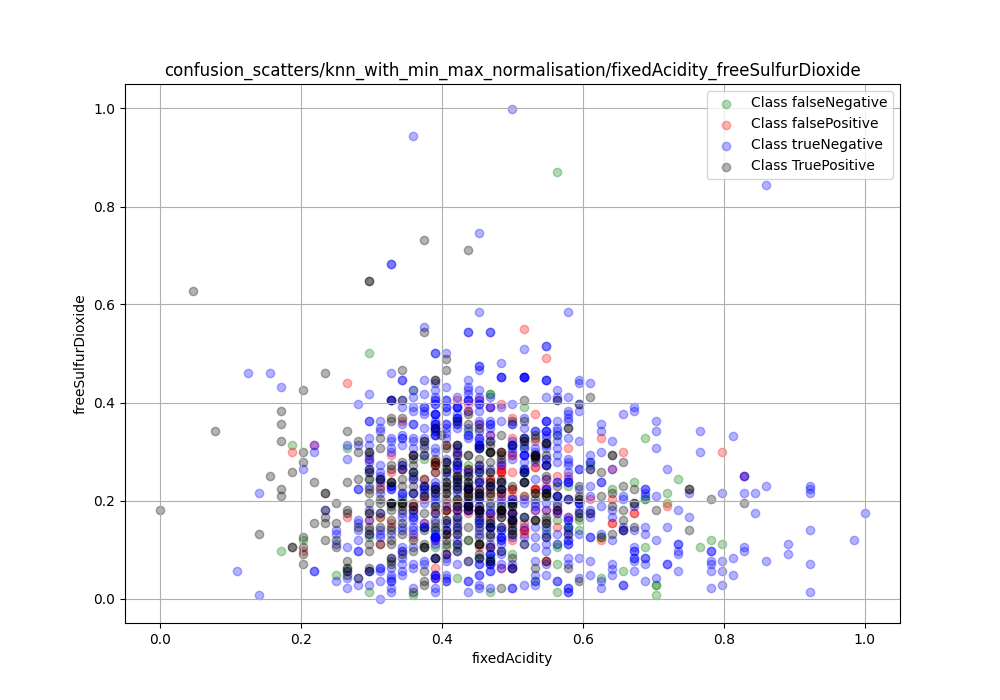 confusion_scatters/knn_with_min_max_normalisation/fixedAcidity_freeSulfurDioxide
Class falseNegative
Class falsePositive
Class trueNegative
Class TruePositive
1.0
0.8
0.6
0.4
0.2
0.0
freeSulfurDioxide
0.0 0.2 0.4 0.6 0.8 1.0
fixedAcidity